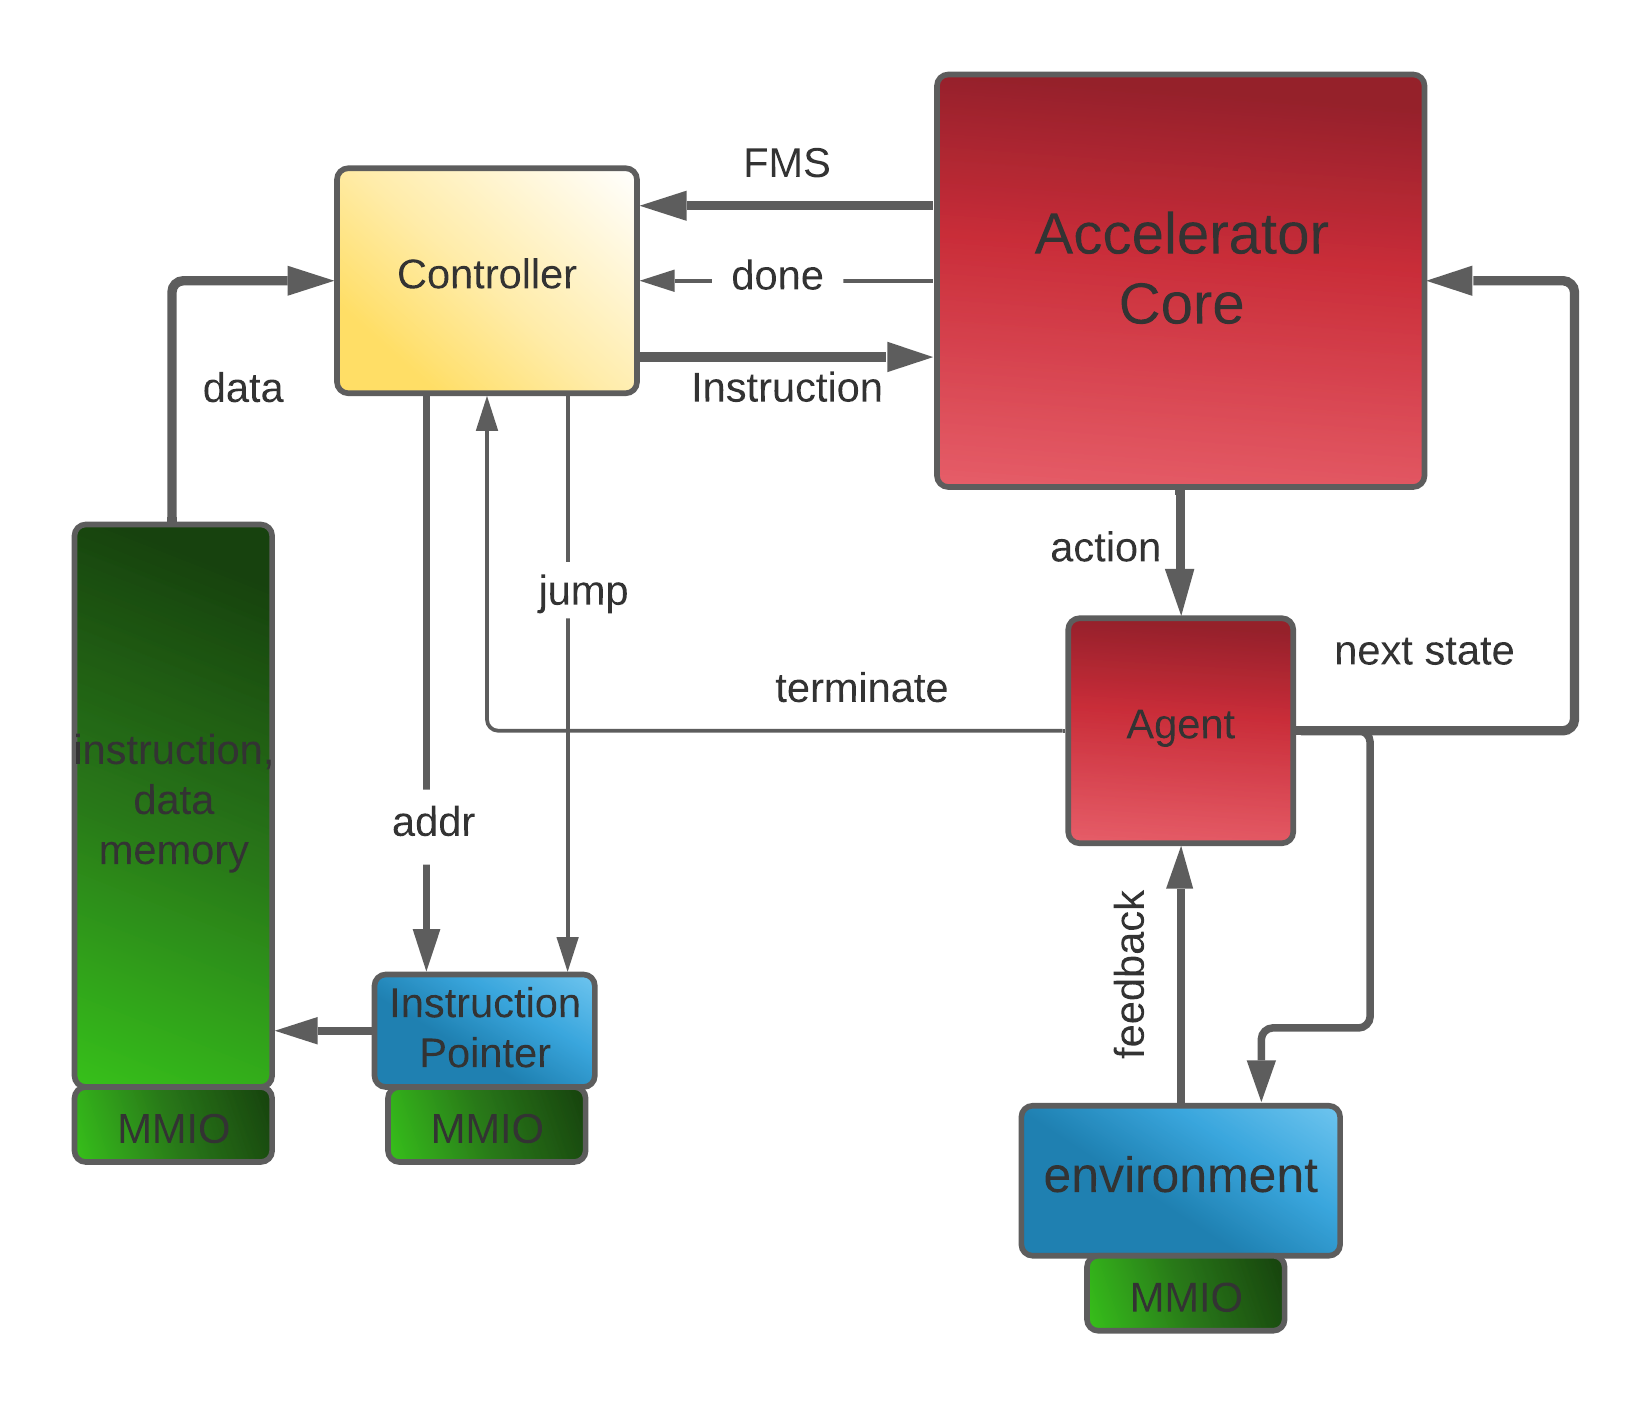 FMS
Accelerator
Core
Controller
done
data
Instruction
action
jump
next state
terminate
Agent
instruction,
data
memory
addr
feedback
Instruction
Pointer
MMIO
MMIO
environment
MMIO